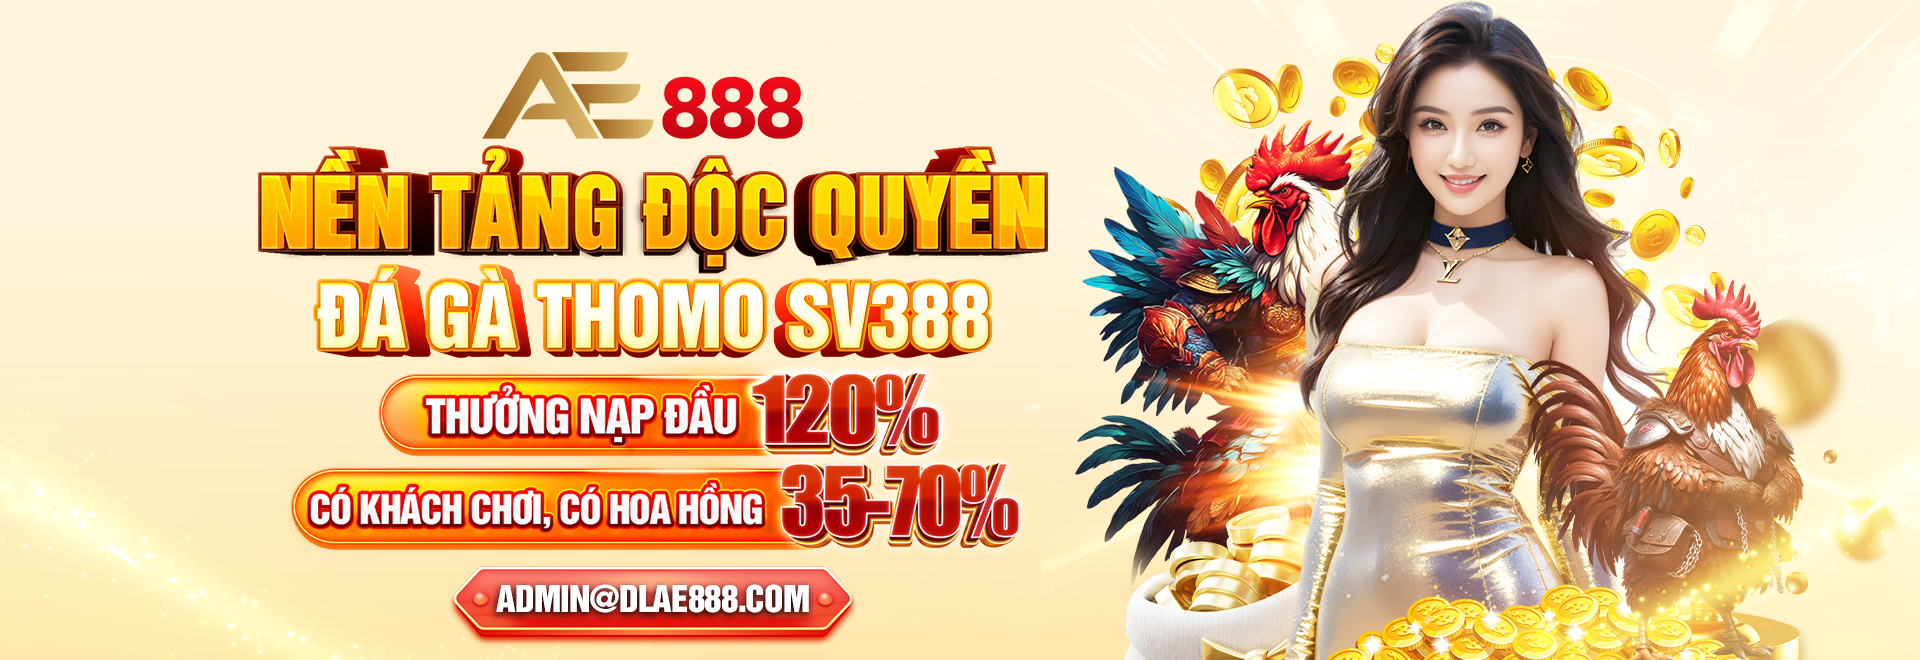 AE888
NỀN TẢNG ĐỘC QUYỀN
ĐÁ GÀ THOMO SV388
THƯỞNG NẠP ĐẦU 120%
CÓ KHÁCH CHƠI, CÓ HOA HỒNG 35-70%
ADMIN@DLAE888.COM